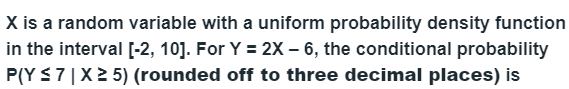 X is a random variable with a uniform probability density function
in the interval [-2, 10]. For Y = 2X – 6, the conditional probability
P(Y ≤ 7 | X ≥ 5) (rounded off to three decimal places) is